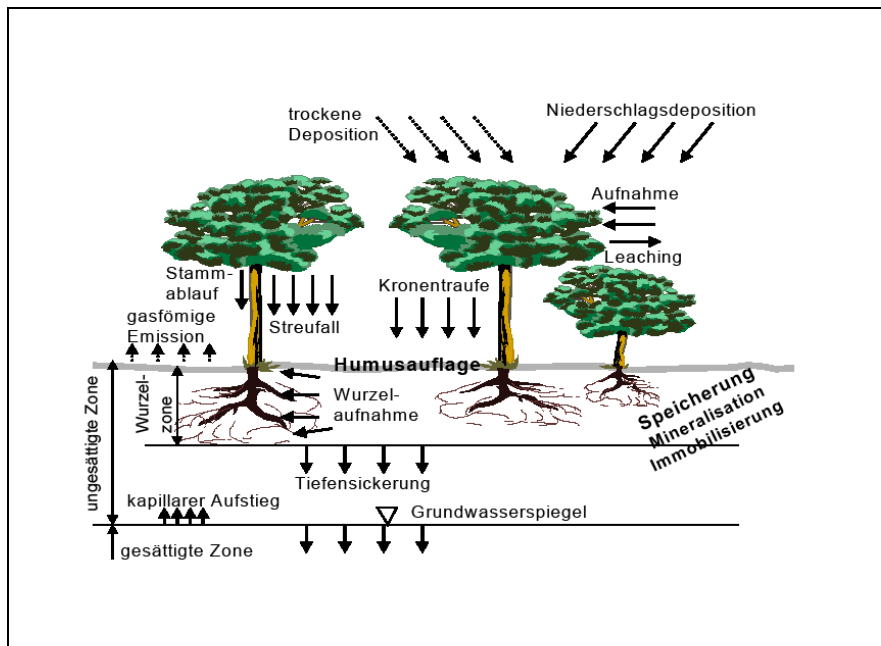 trockene
Deposition
Niederschlagsdeposition
Aufnahme
Leaching
Stamm-
ablauf
Kronentraufe
gasfömige
Emission
Streufall
Humusauflage
ungesättigte Zone
Wurzel-
zone
Wurzel-
aufnahme
Speicherung
Mineralisation
Immobilisierung
Tiefensickerung
kapillarer Aufstieg
Grundwasserspiegel
gesättigte Zone